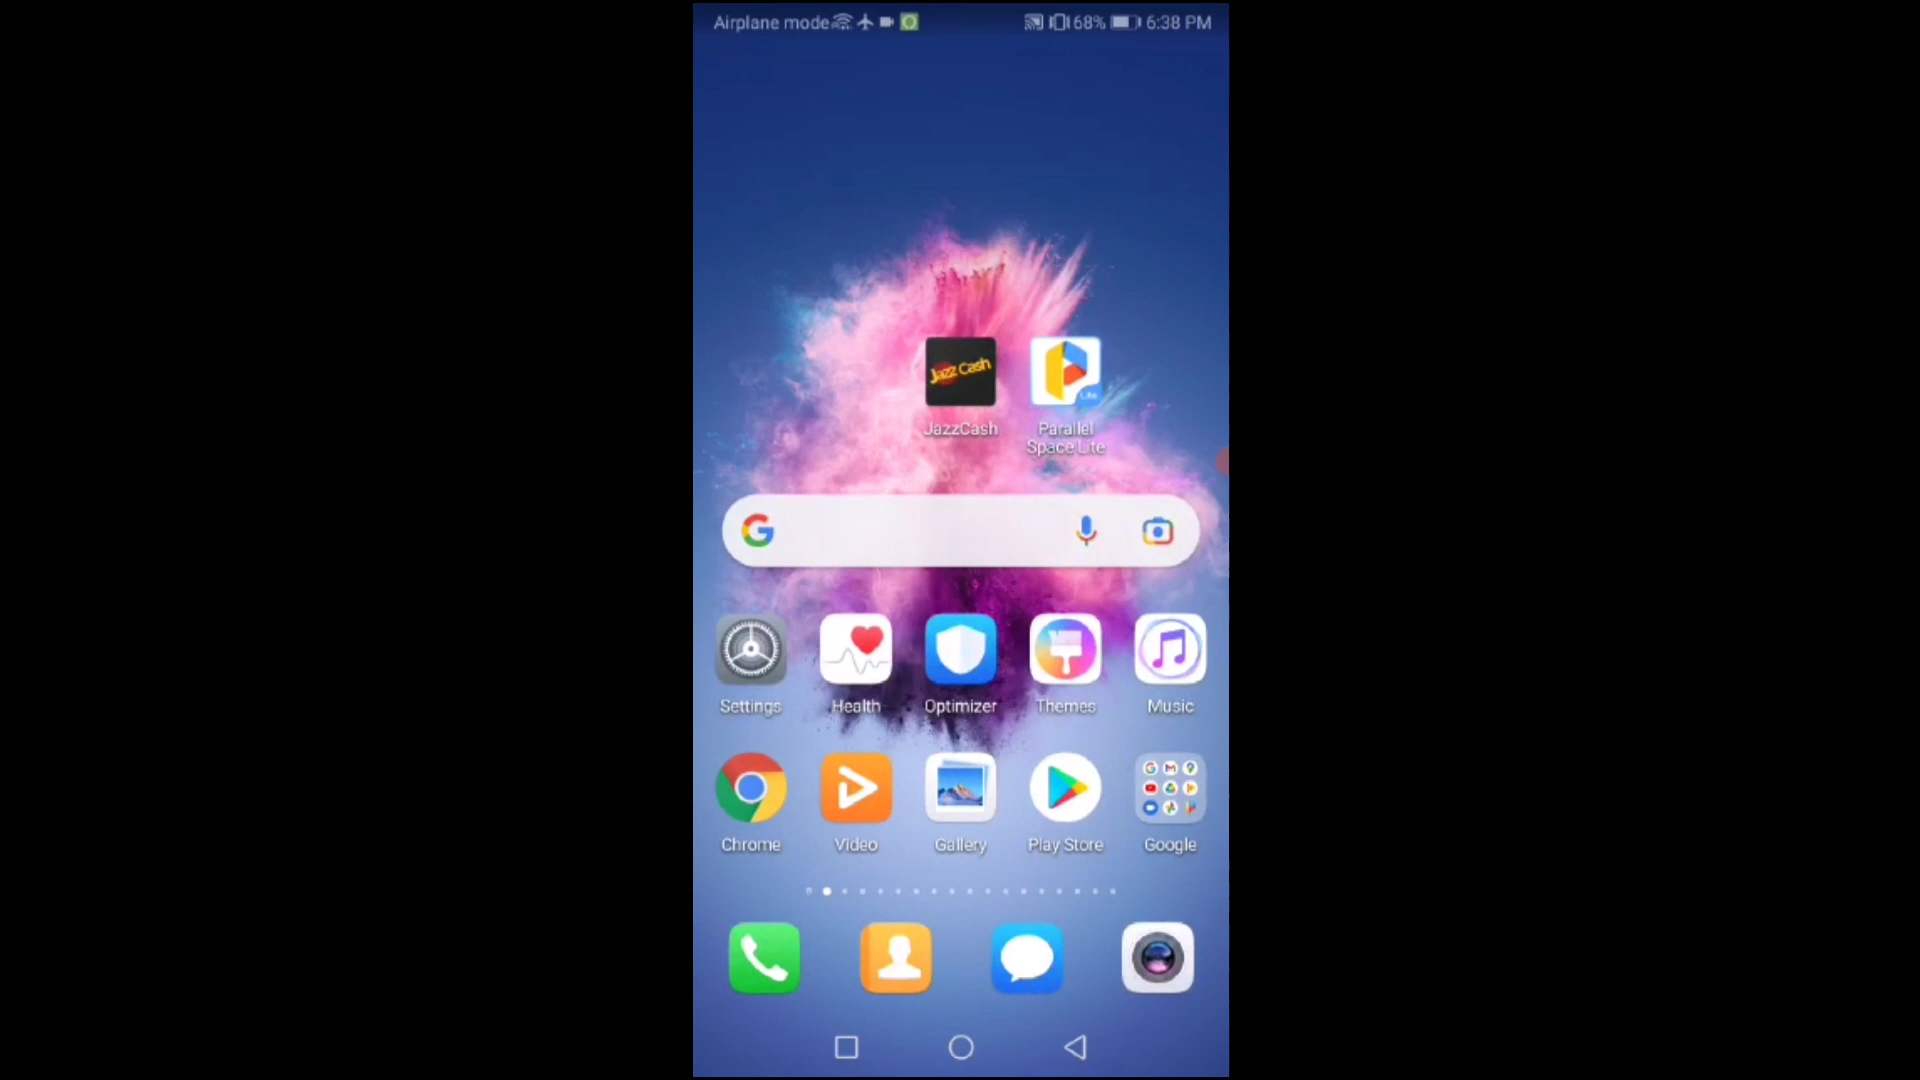 Airplane mode 68% 6:38 PM
Jazz Cash
Lite
JazzCash
Parallel
Space Lite
Settings Health Optimizer Themes Music
Chrome Video Gallery Play Store Google